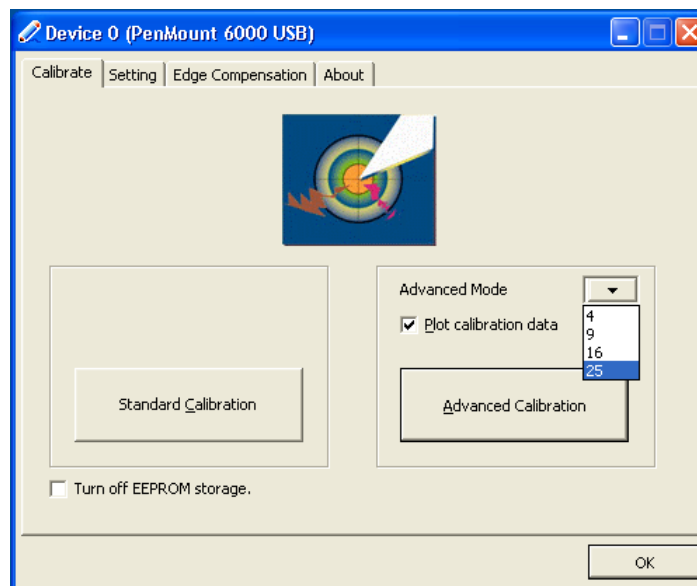 Device 0 (PenMount 6000 USB)
Calibrate Setting Edge Compensation About
Advanced Mode
Plot calibration data
4
9
16
25
Standard Calibration
Advanced Calibration
Turn off EEPROM storage.
OK